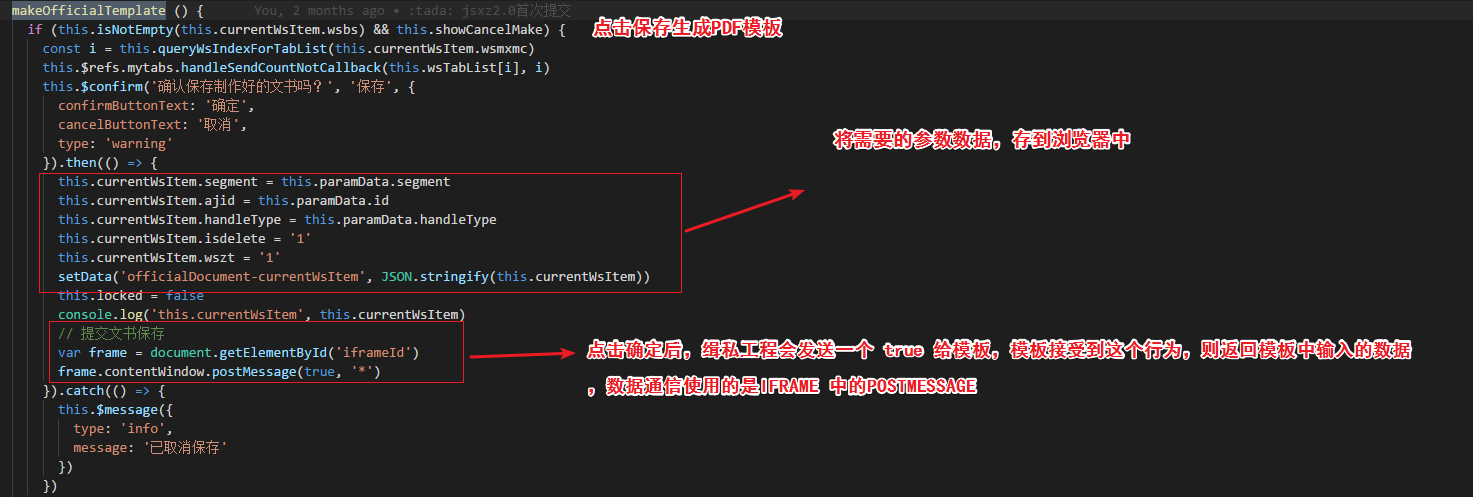 makeOfficialTemplate () { You, 2 months ago • :tada: jsxz2.0首次提交
if (this.isNotEmpty(this.currentWsItem.wsbs) && this.showCancelMake) { 点击保存生成PDF模板
const i = this.queryWsIndexForTabList(this.currentWsItem.wsmxmc)
this.$refs.mytabs.handleSendCountNotCallback(this.wsTabList[i], i)
this.$confirm('确认保存制作好的文书吗？', '保存', {
confirmButtonText: '确定',
cancelButtonText: '取消',
type: 'warning'
将需要的参数数据，存到浏览器中
}).then(() => {
this.currentWsItem.segment = this.paramData.segment
this.currentWsItem.ajid = this.paramData.id
this.currentWsItem.handleType = this.paramData.handleType
this.currentWsItem.isdelete = '1'
this.currentWsItem.wszt = '1'
setData('officialDocument-currentWsItem', JSON.stringify(this.currentWsItem))
this.locked = false
console.log('this.currentWsItem', this.currentWsItem)
// 提交文书保存
var frame = document.getElementById('iframeId')
点击确定后，缉私工程会发送一个 true 给模板，模板接受到这个行为，则返回模板中输入的数据
frame.contentWindow.postMessage(true, '*')
，数据通信使用的是IFRAME 中的POSTMESSAGE
}).catch(() => {
this.$message({
type: 'info',
message: '已取消保存'
})
})